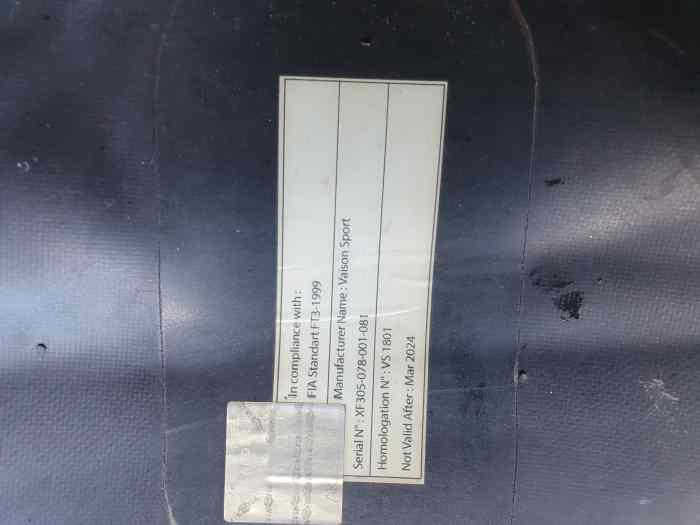 In compliance with :
FIA Standart FT3-1999
Manufacturer Name : Vaison Sport
Serial N° : XF305-078-001-081
Homologation N° : VS 1801
Not Valid After : Mar 2024